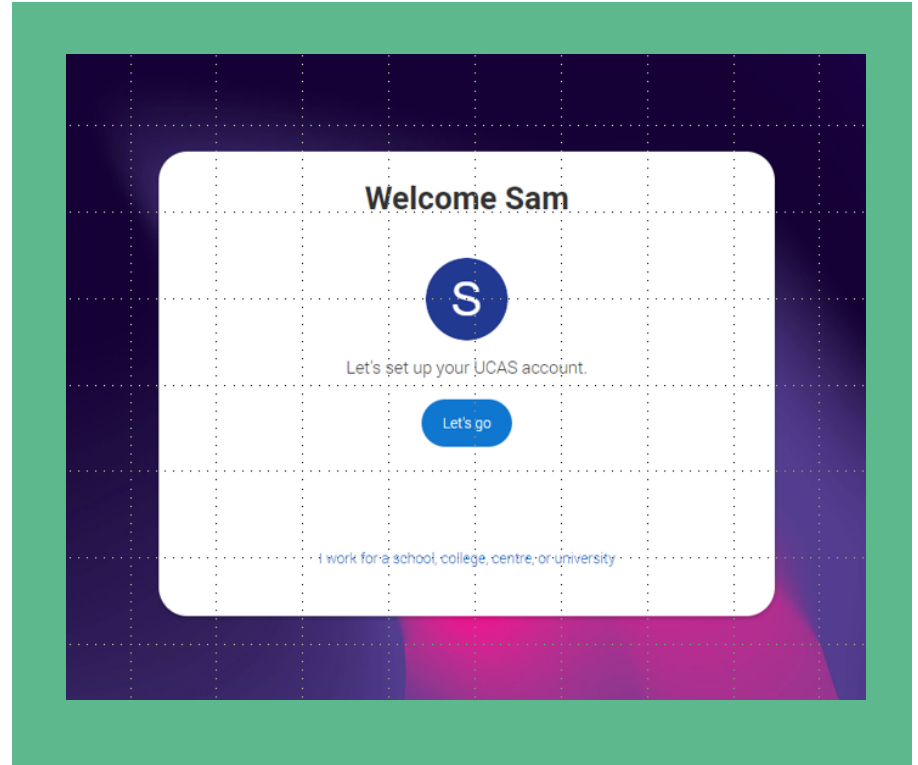 Welcome Sam
S
Let's set up your UCAS account.
Let's go
I work for a school, college, centre, or university